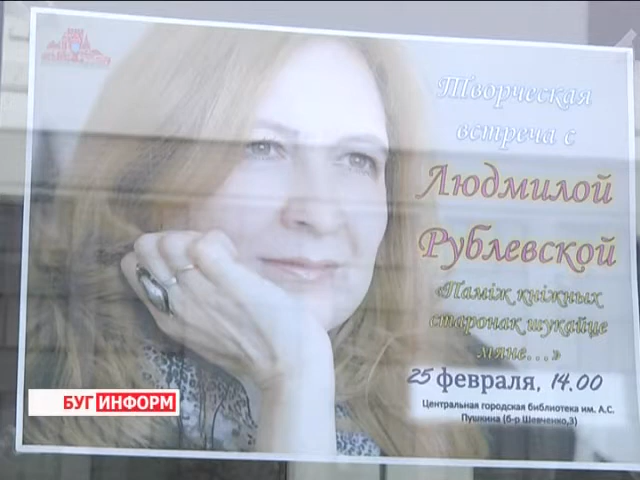 Творческая
встреча с
Людмилой
Рублевской
«Паміж кніжных
старонак шукайце
мяне...»
25 февраля, 14.00
Центральная городская библиотека им. А.С.
Пушкина (б-р Шевченко,3)
БУГ ИНФОРМ